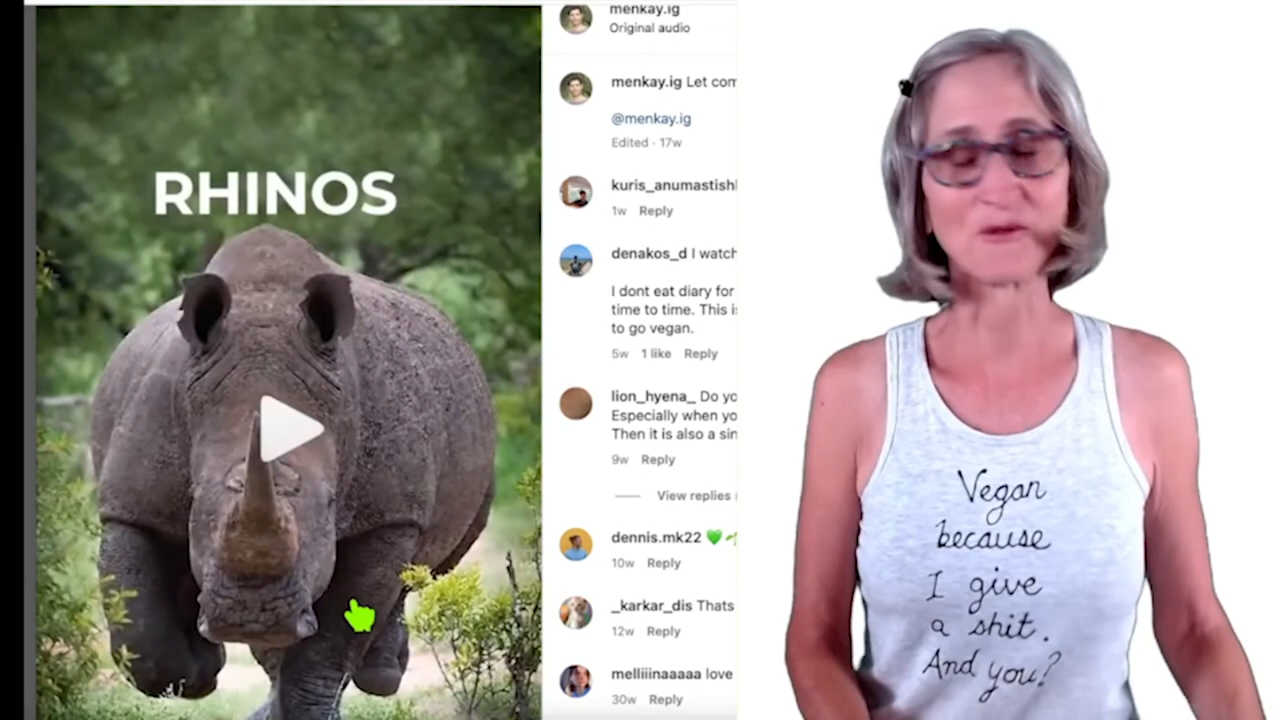 RHINOS
menkay.ig
Original audio
menkay.ig Let com
@menkay.ig
Edited · 17w
kuris_anumastish
1w Reply
denakos_d I watch
I dont eat diary for
time to time. This is
to go vegan.
5w 1 like Reply
lion_hyena_ Do yo
Especially when yo
Then it is also a sin
9w Reply
View replies
dennis.mk22 💚
10w Reply
_karkar_dis Thats
12w Reply
melliiinaaaaa love
30w Reply
Vegan
because
I give
a shit.
And you?